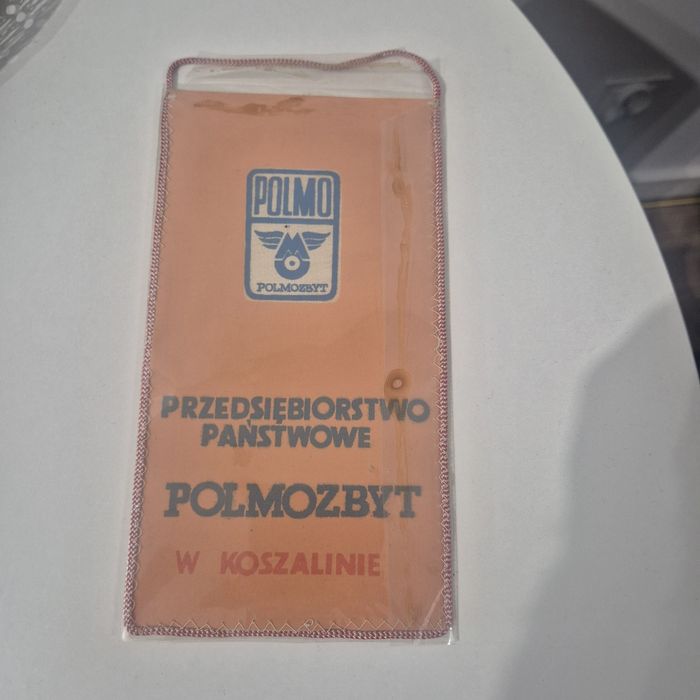 POLMO
POLMOZBYT
PRZEDSIĘBIORSTWO
PAŃSTWOWE
POLMOZBYT
W KOSZALINIE